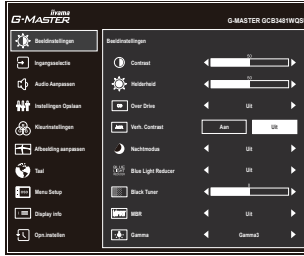 iiyama
G-MASTER
G-MASTER GCB3481WQS
Beeldinstellingen
Ingangsselectie
Audio Aanpassen
Instellingen Opslaan
Kleurinstellingen
Afbeelding aanpassen
Taal
Menu Setup
Display info
Opn.instellen
Beeldinstellingen
Contrast 50
Helderheid 50
Over Drive Uit
Verh. Contrast Aan Uit
Nachtmodus Uit
Blue Light Reducer Uit
Black Tuner
MBR Uit
Gamma Gamma3